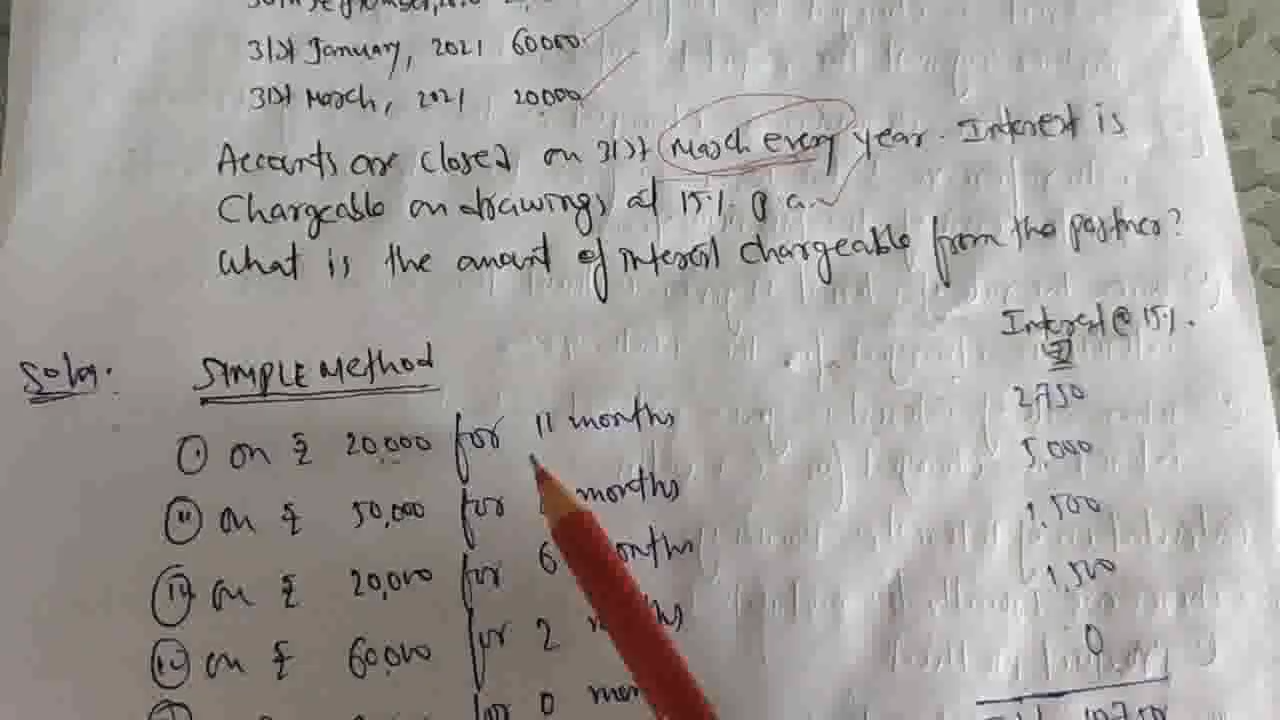 31st January, 2021 60000
31st March, 2021 20,000
Accounts are closed on 31st March every year. Interest is
Chargeable on drawings at 15% p.a.
What is the amount of interest chargeable from the partner?
Interest @ 15%.
₹
Soln: SIMPLE METHOD
(i) on ₹ 20,000 for 11 months 2,750
(ii) on ₹ 50,000 for months 5,000
(iii) on ₹ 20,000 for 6 months 1,500
(iv) on ₹ 60,000 for 2 1,500
for 0 0
10750